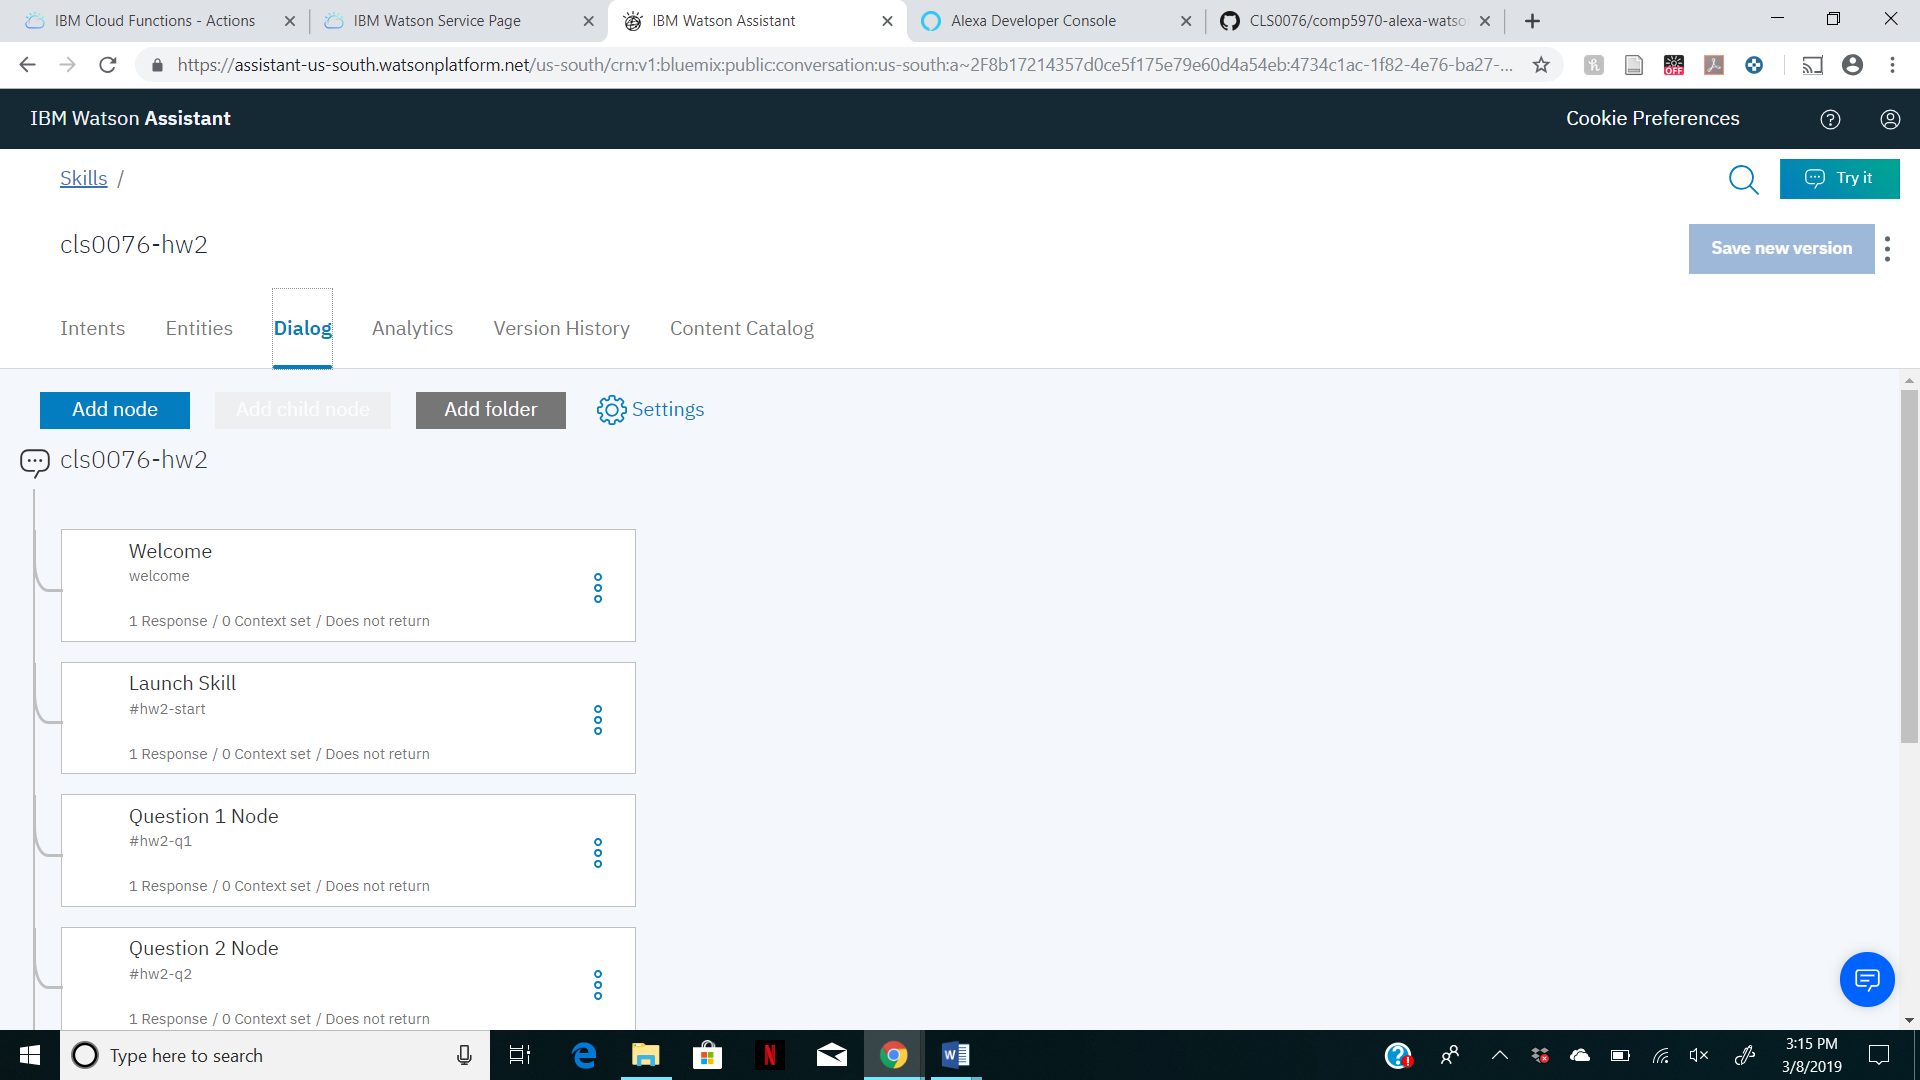 IBM Cloud Functions - Actions
IBM Watson Service Page
IBM Watson Assistant
Alexa Developer Console
CLS0076/comp5970-alexa-watso
https://assistant-us-south.watsonplatform.net/us-south/crn:v1:bluemix:public:conversation:us-south:a~2F8b17214357d0ce5f175e79e60d4a54eb:4734c1ac-1f82-4e76-ba27-...
OFF
IBM Watson Assistant
Cookie Preferences
Skills /
Try it
cls0076-hw2
Save new version
Intents
Entities
Dialog
Analytics
Version History
Content Catalog
Add node
Add child node
Add folder
Settings
cls0076-hw2
Welcome
welcome
1 Response / 0 Context set / Does not return
Launch Skill
#hw2-start
1 Response / 0 Context set / Does not return
Question 1 Node
#hw2-q1
1 Response / 0 Context set / Does not return
Question 2 Node
#hw2-q2
1 Response / 0 Context set / Does not return
Type here to search
3:15 PM
3/8/2019